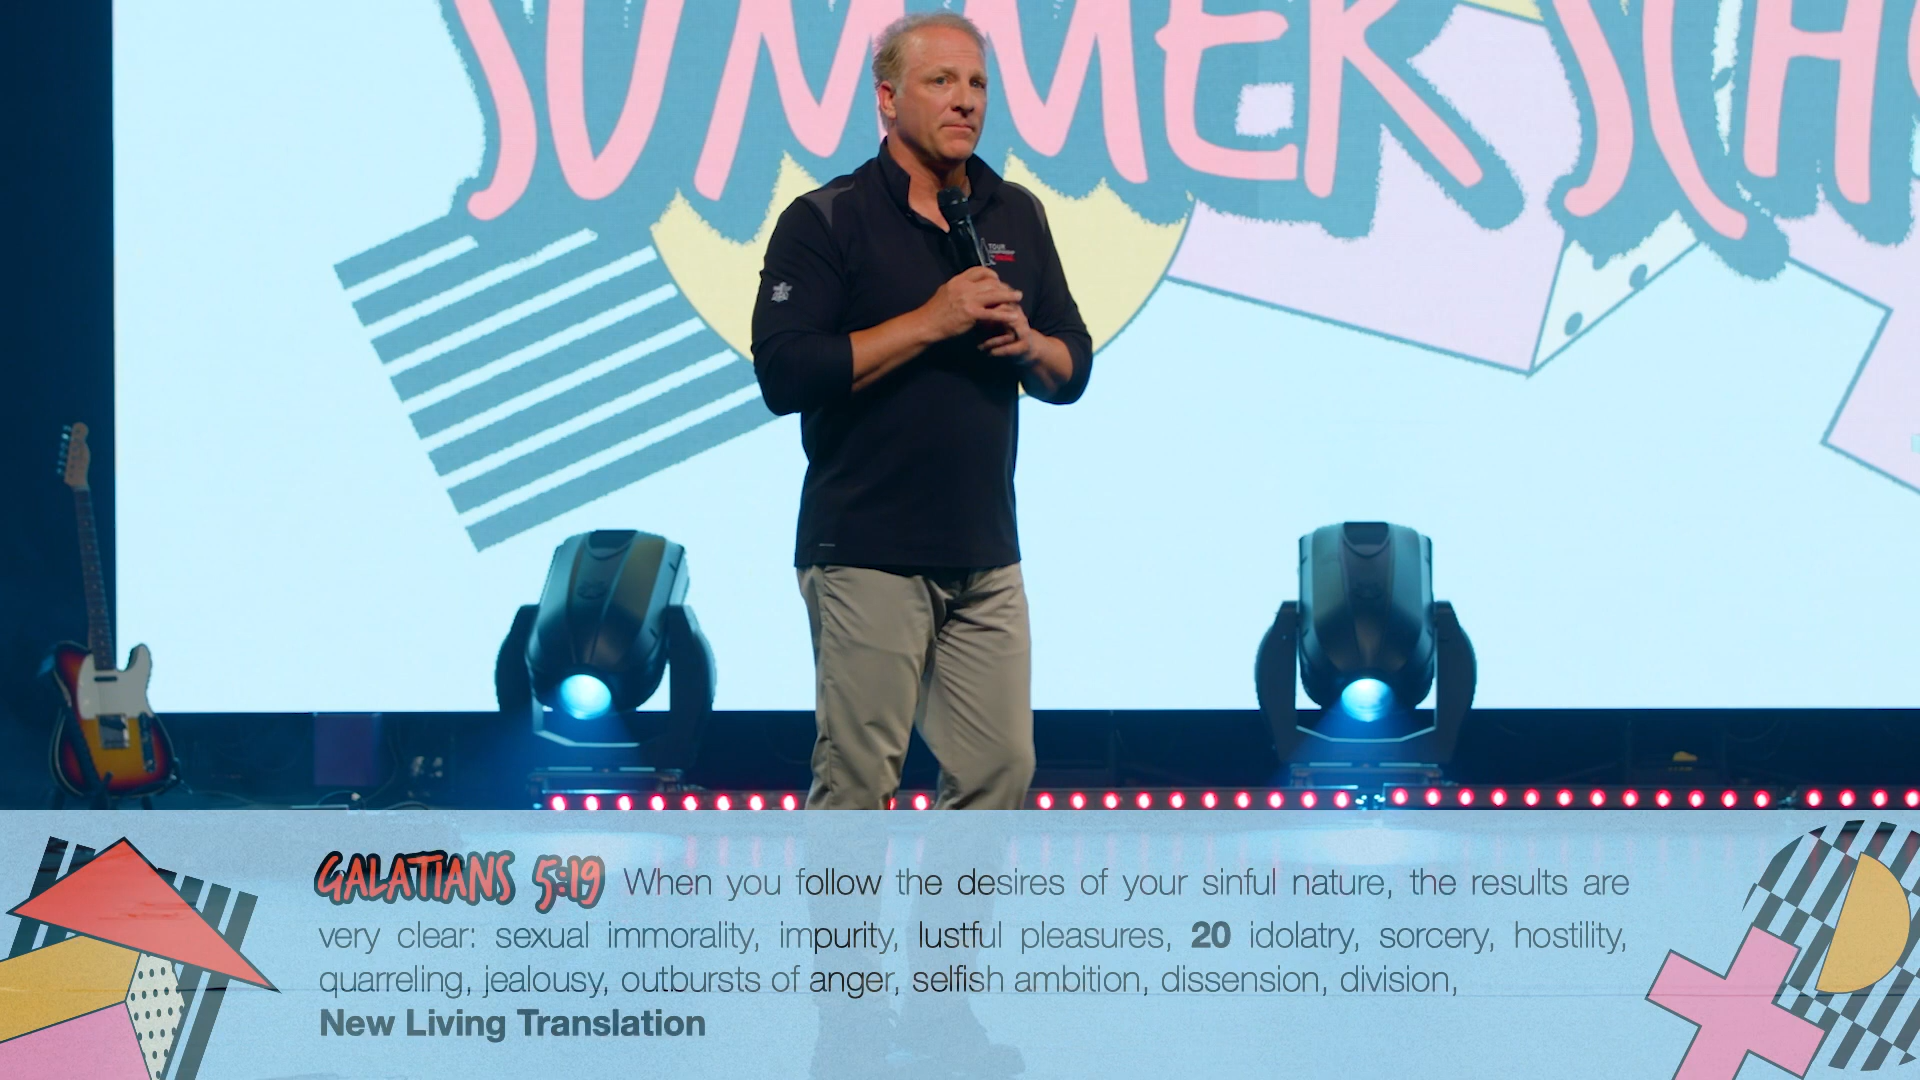 SUMMER SCHO
TOUR
GALATIANS 5:19 When you follow the desires of your sinful nature, the results are
very clear: sexual immorality, impurity, lustful pleasures, 20 idolatry, sorcery, hostility,
quarreling, jealousy, outbursts of anger, selfish ambition, dissension, division,
New Living Translation